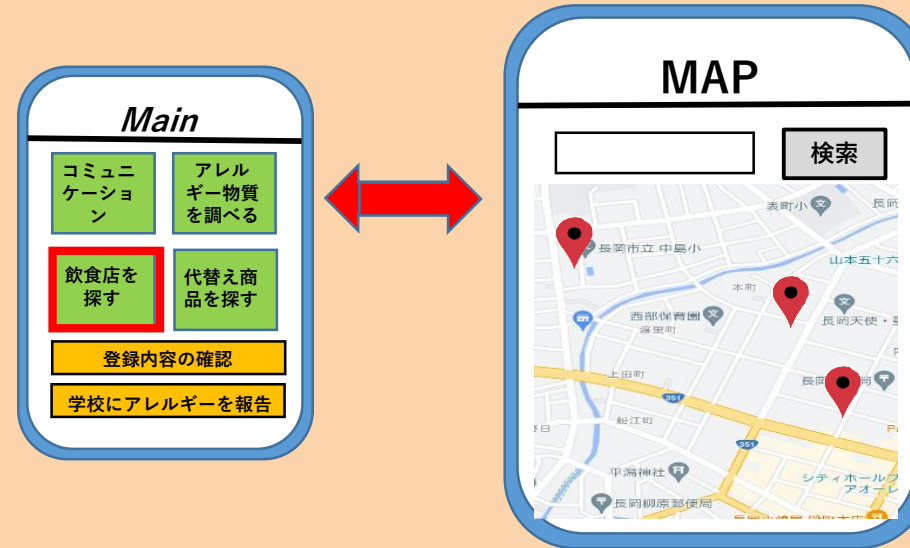 Main
コミュニ
ケーショ
ン
アレル
ギー物質
を調べる
飲食店を
探す
代替え商
品を探す
登録内容の確認
学校にアレルギーを報告
MAP
検索
表町小
長岡
長岡市立 中島小
山本五十六
本町
西部保育園
渡里町
長岡天使・
上田町
351
船江町
351
平潟神社
シティホールプ
アオーレ
長岡柳原郵便局